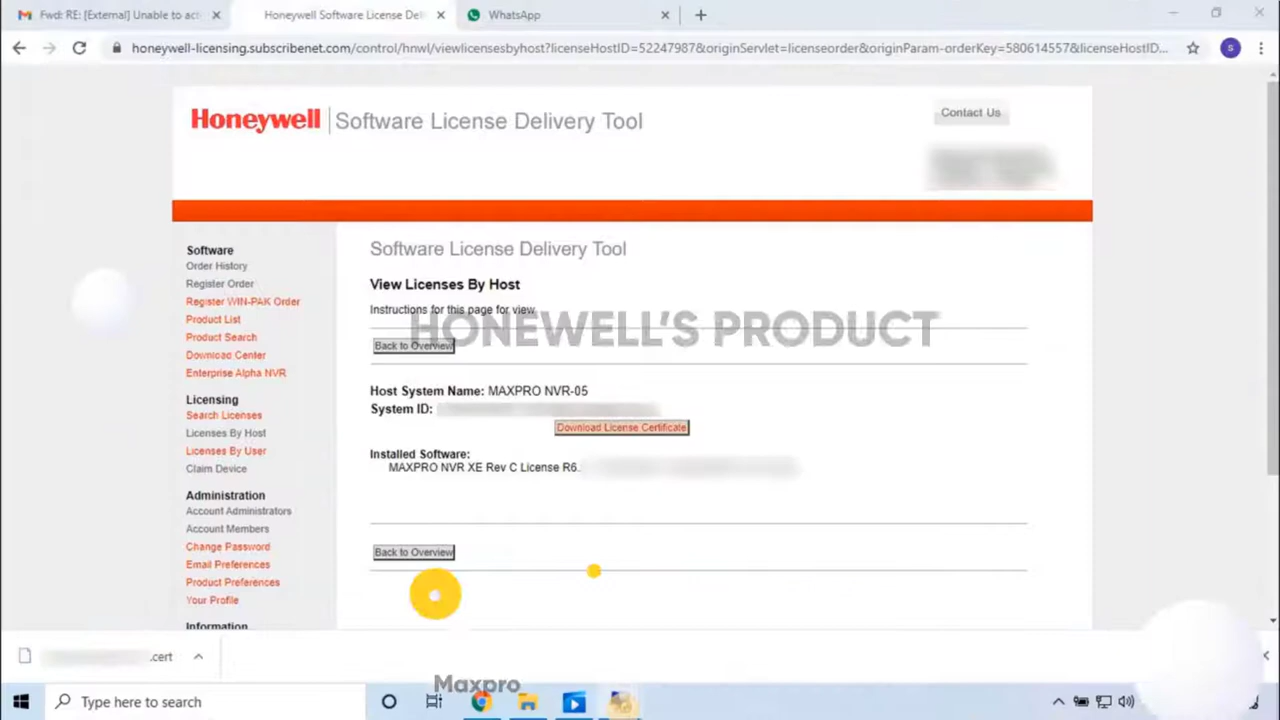 Fwd: RE: [External] Unable to act
Honeywell Software License Del
WhatsApp
honeywell-licensing.subscribenet.com/control/hnwl/viewlicensesbyhost?licenseHostID=52247987&originServlet=licenseorder&originParam-orderKey=580614557&licenseHostID...
S
Honeywell
Software License Delivery Tool
Contact Us
Software
Order History
Register Order
Register WIN-PAK Order
Product List
Product Search
Download Center
Enterprise Alpha NVR
Licensing
Search Licenses
Licenses By Host
Licenses By User
Claim Device
Administration
Account Administrators
Account Members
Change Password
Email Preferences
Product Preferences
Your Profile
Information
Software License Delivery Tool
View Licenses By Host
Instructions for this page for view
HONEWELL'S PRODUCT
Back to Overview
Host System Name: MAXPRO NVR-05
System ID:
Download License Certificate
Installed Software:
MAXPRO NVR XE Rev C License R6.
Back to Overview
.cert
Maxpro
Type here to search